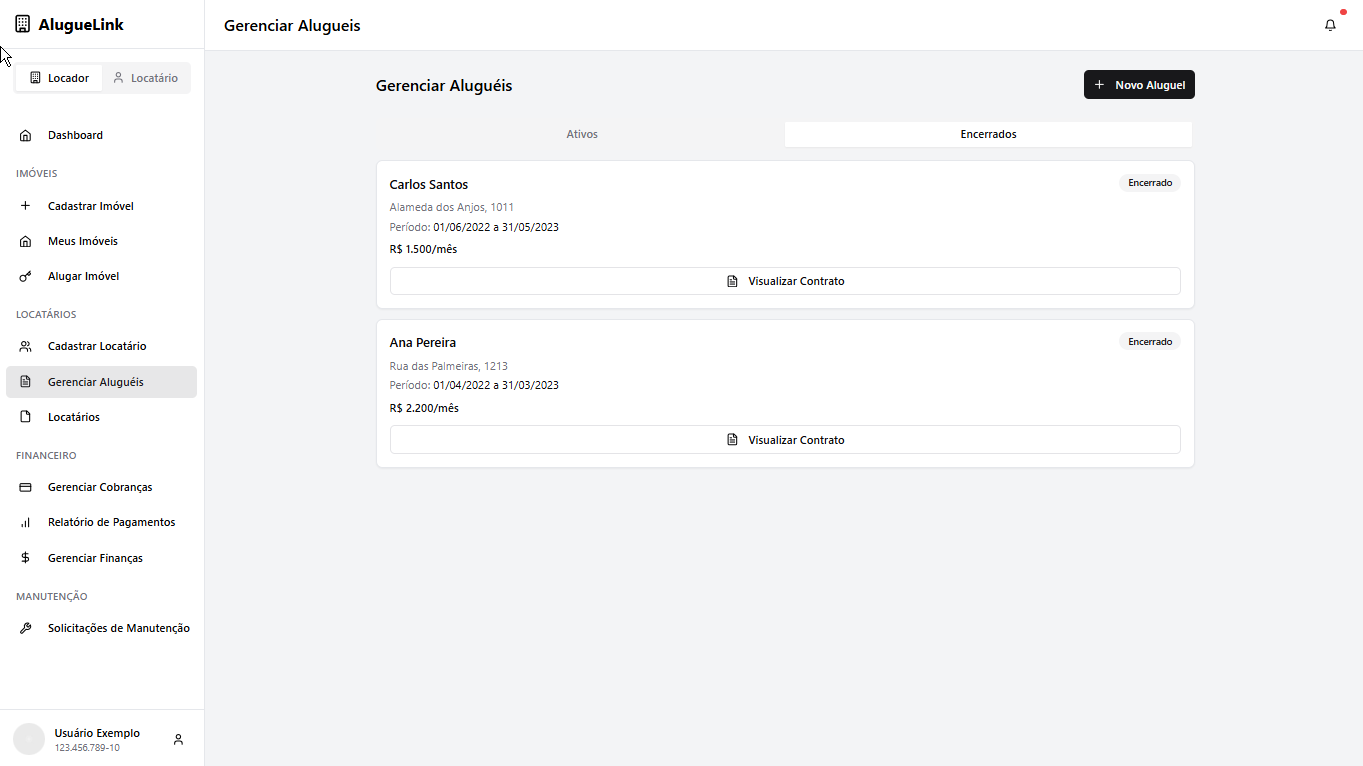 AlugueLink
Locador
Locatário
Dashboard
IMÓVEIS
Cadastrar Imóvel
Meus Imóveis
Alugar Imóvel
LOCATÁRIOS
Cadastrar Locatário
Gerenciar Aluguéis
Locatários
FINANCEIRO
Gerenciar Cobranças
Relatório de Pagamentos
Gerenciar Finanças
MANUTENÇÃO
Solicitações de Manutenção
Usuário Exemplo
123.456.789-10
Gerenciar Alugueis
Gerenciar Aluguéis
Novo Aluguel
Ativos
Encerrados
Carlos Santos
Encerrado
Alameda dos Anjos, 1011
Período: 01/06/2022 a 31/05/2023
R$ 1.500/mês
Visualizar Contrato
Ana Pereira
Encerrado
Rua das Palmeiras, 1213
Período: 01/04/2022 a 31/03/2023
R$ 2.200/mês
Visualizar Contrato